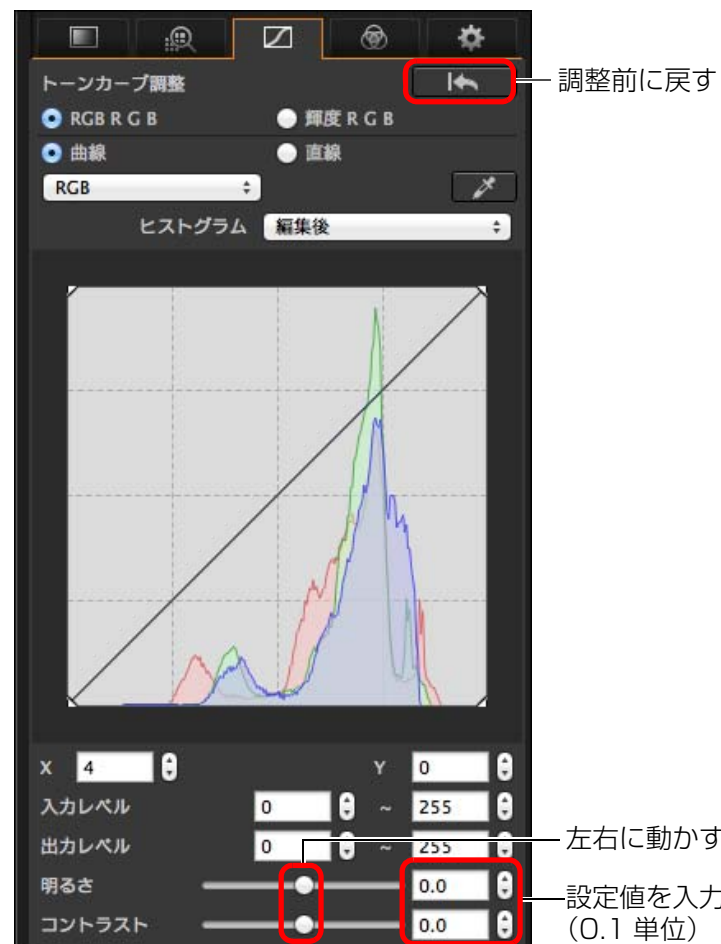 トーンカーブ調整
調整前に戻す
RGB R G B 輝度 R G B
曲線 直線
RGB
ヒストグラム 編集後
X 4 Y 0
入力レベル 0 ~ 255
出力レベル 0 ~ 255
左右に動かす
明るさ 0.0
設定値を入力
（0.1 単位）
コントラスト 0.0